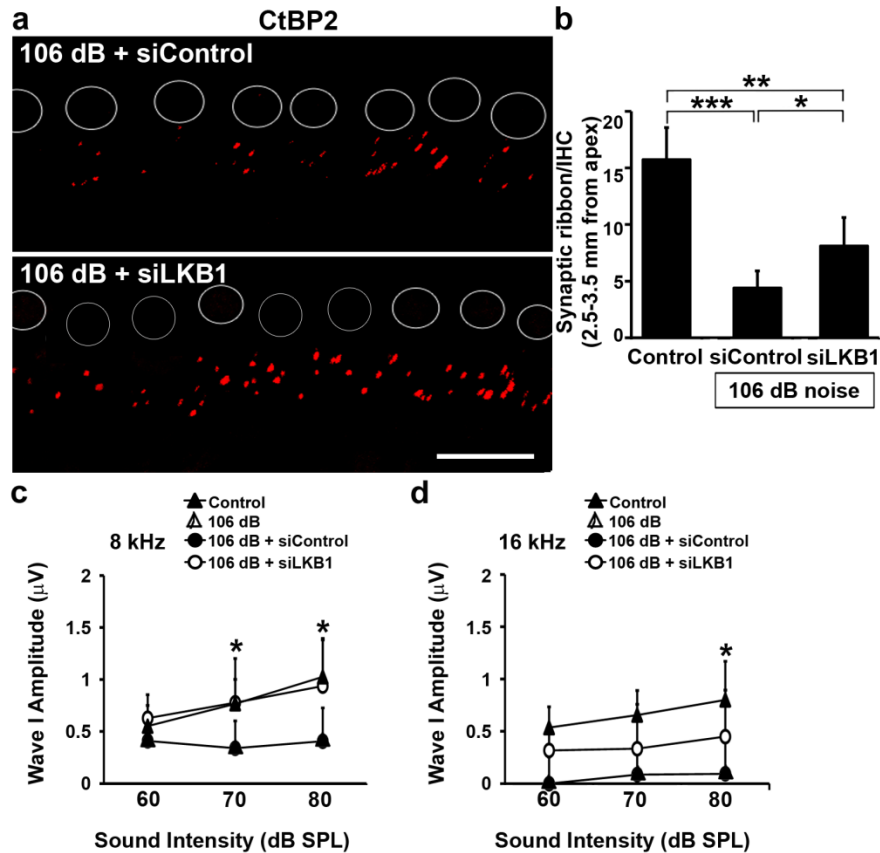 a
CtBP2
106 dB + siControl
106 dB + siLKB1
b
**
***
*
20
15
10
5
0
Synaptic ribbon/IHC
(2.5-3.5 mm from apex)
Control siControl siLKB1
106 dB noise
c
8 kHz
Control
106 dB
106 dB + siControl
106 dB + siLKB1
2
1.5
1
0.5
0
Wave I Amplitude (µV)
*
*
60 70 80
Sound Intensity (dB SPL)
d
16 kHz
Control
106 dB
106 dB + siControl
106 dB + siLKB1
2
1.5
1
0.5
0
Wave I Amplitude (µV)
*
60 70 80
Sound Intensity (dB SPL)